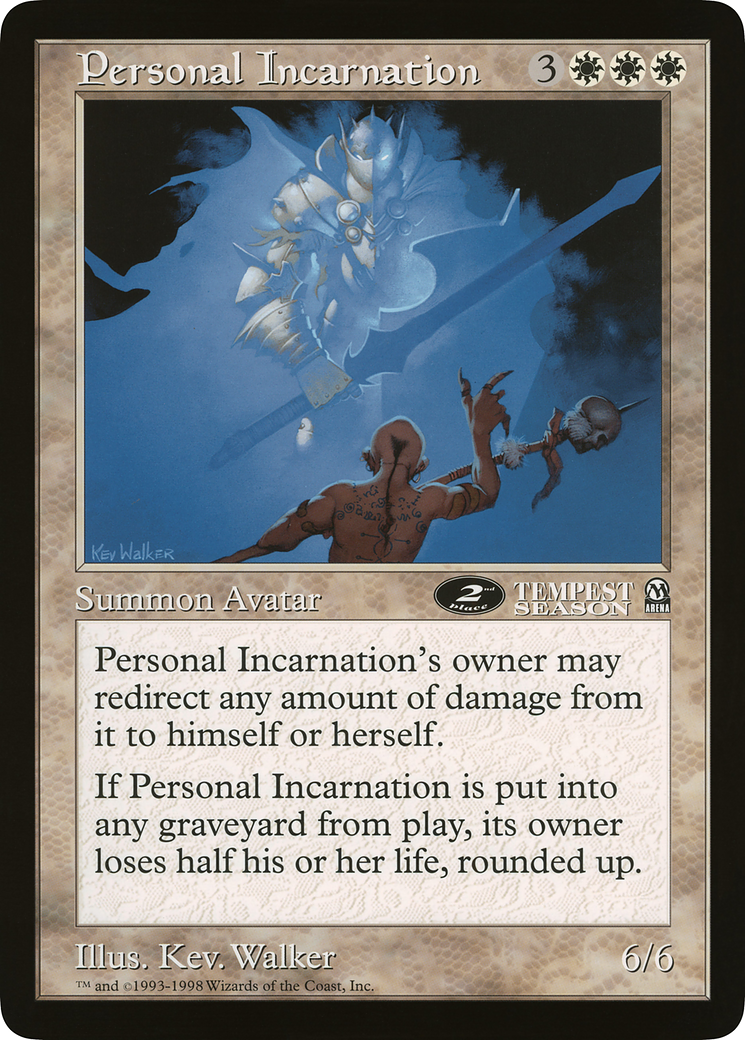 Personal Incarnation 3
Kev Walker
Summon Avatar 2nd place TEMPEST SEASON ARENA
Personal Incarnation's owner may
redirect any amount of damage from
it to himself or herself.
If Personal Incarnation is put into
any graveyard from play, its owner
loses half his or her life, rounded up.
Illus. Kev. Walker 6/6
™ and ©1993-1998 Wizards of the Coast, Inc.